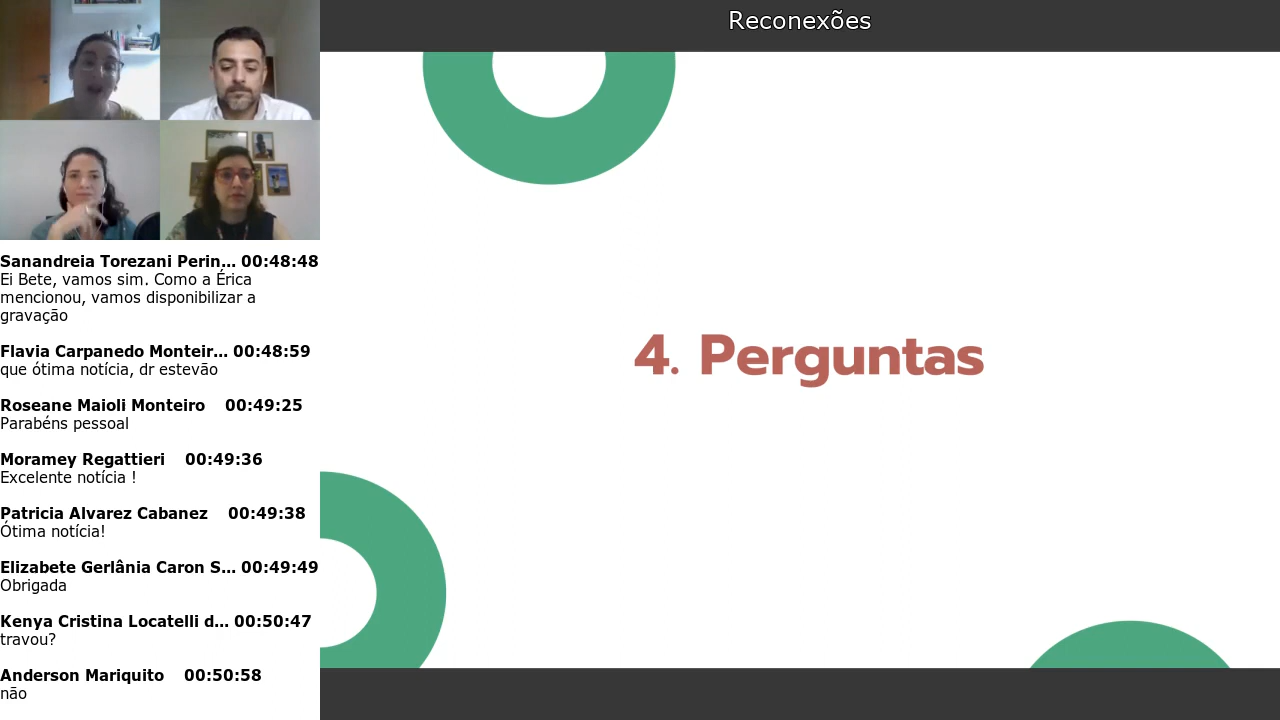 Reconexões
Sanandreia Torezani Perin... 00:48:48
Ei Bete, vamos sim. Como a Érica
mencionou, vamos disponibilizar a
gravação
Flavia Carpanedo Monteir... 00:48:59
que ótima notícia, dr estevão
Roseane Maioli Monteiro 00:49:25
Parabéns pessoal
Moramey Regattieri 00:49:36
Excelente notícia !
Patricia Alvarez Cabanez 00:49:38
Ótima notícia!
Elizabete Gerlânia Caron S... 00:49:49
Obrigada
Kenya Cristina Locatelli d... 00:50:47
travou?
Anderson Mariquito 00:50:58
não
4. Perguntas